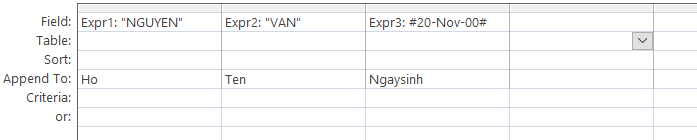 Field: Expr1: "NGUYEN" Expr2: "VAN" Expr3: #20-Nov-00#
Table:
Sort:
Append To: Ho Ten Ngaysinh
Criteria:
or: